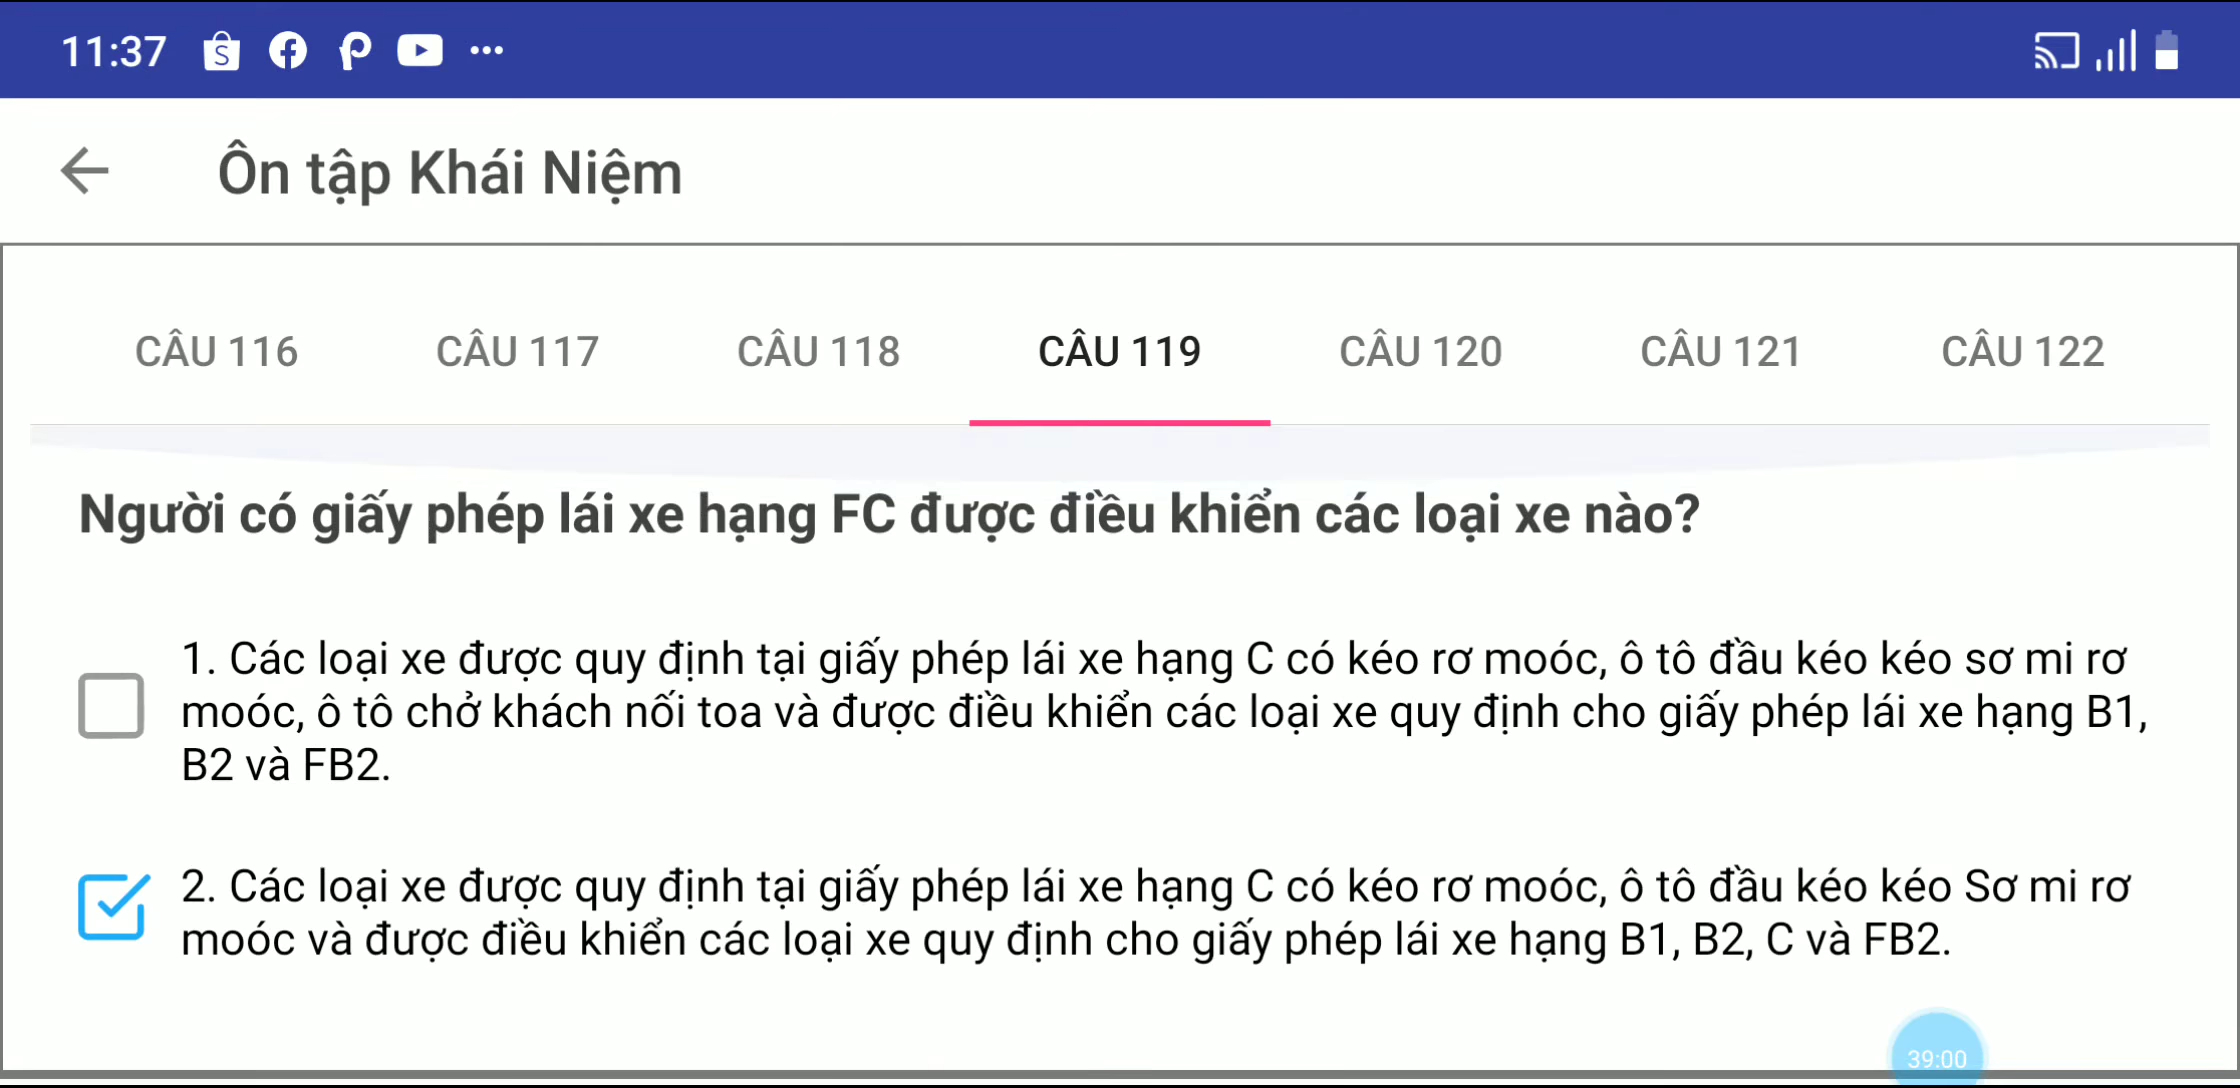 11:37
Ôn tập Khái Niệm
CÂU 116 CÂU 117 CÂU 118 CÂU 119 CÂU 120 CÂU 121 CÂU 122
Người có giấy phép lái xe hạng FC được điều khiển các loại xe nào?
1. Các loại xe được quy định tại giấy phép lái xe hạng C có kéo rơ moóc, ô tô đầu kéo kéo sơ mi rơ
moóc, ô tô chở khách nối toa và được điều khiển các loại xe quy định cho giấy phép lái xe hạng B1,
B2 và FB2.
2. Các loại xe được quy định tại giấy phép lái xe hạng C có kéo rơ moóc, ô tô đầu kéo kéo Sơ mi rơ
moóc và được điều khiển các loại xe quy định cho giấy phép lái xe hạng B1, B2, C và FB2.
39:00